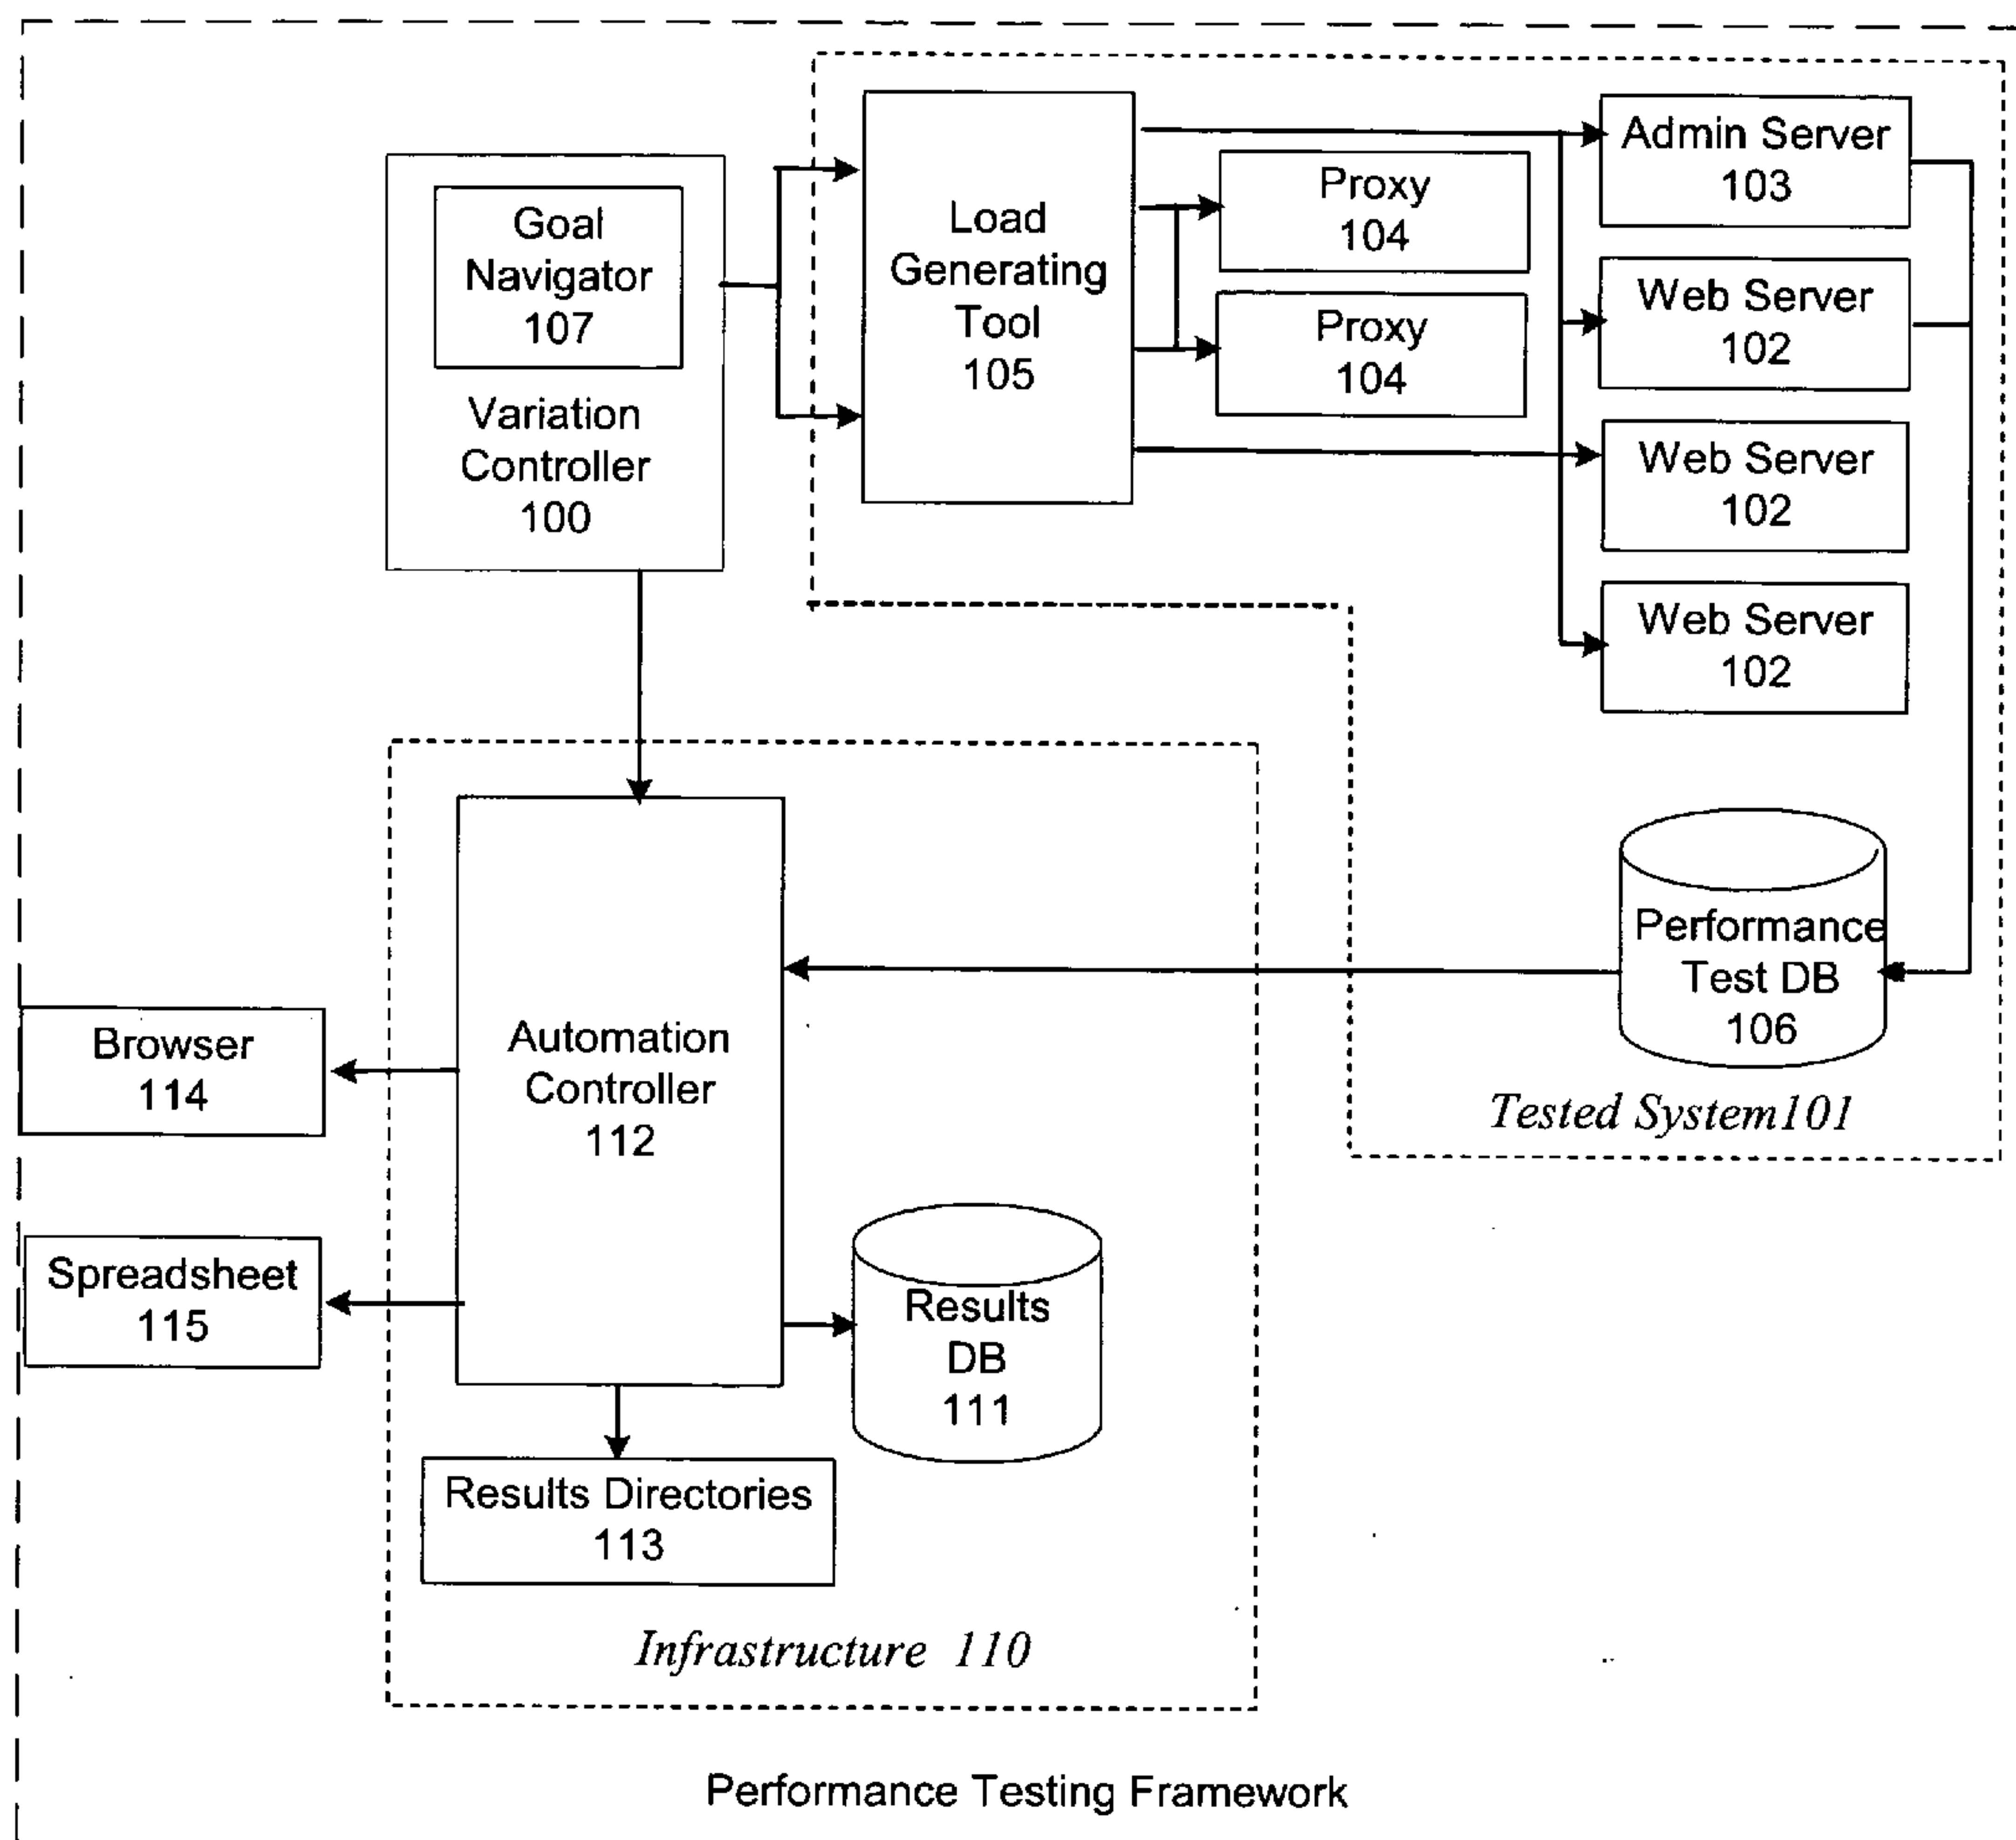 Goal
Navigator
107
Variation
Controller
100
Load
Generating
Tool
105
Proxy
104
Proxy
104
Admin Server
103
Web Server
102
Web Server
102
Web Server
102
Performance
Test DB
106
Tested System101
Automation
Controller
112
Browser
114
Spreadsheet
115
Results
DB
111
Results Directories
113
Infrastructure 110
Performance Testing Framework